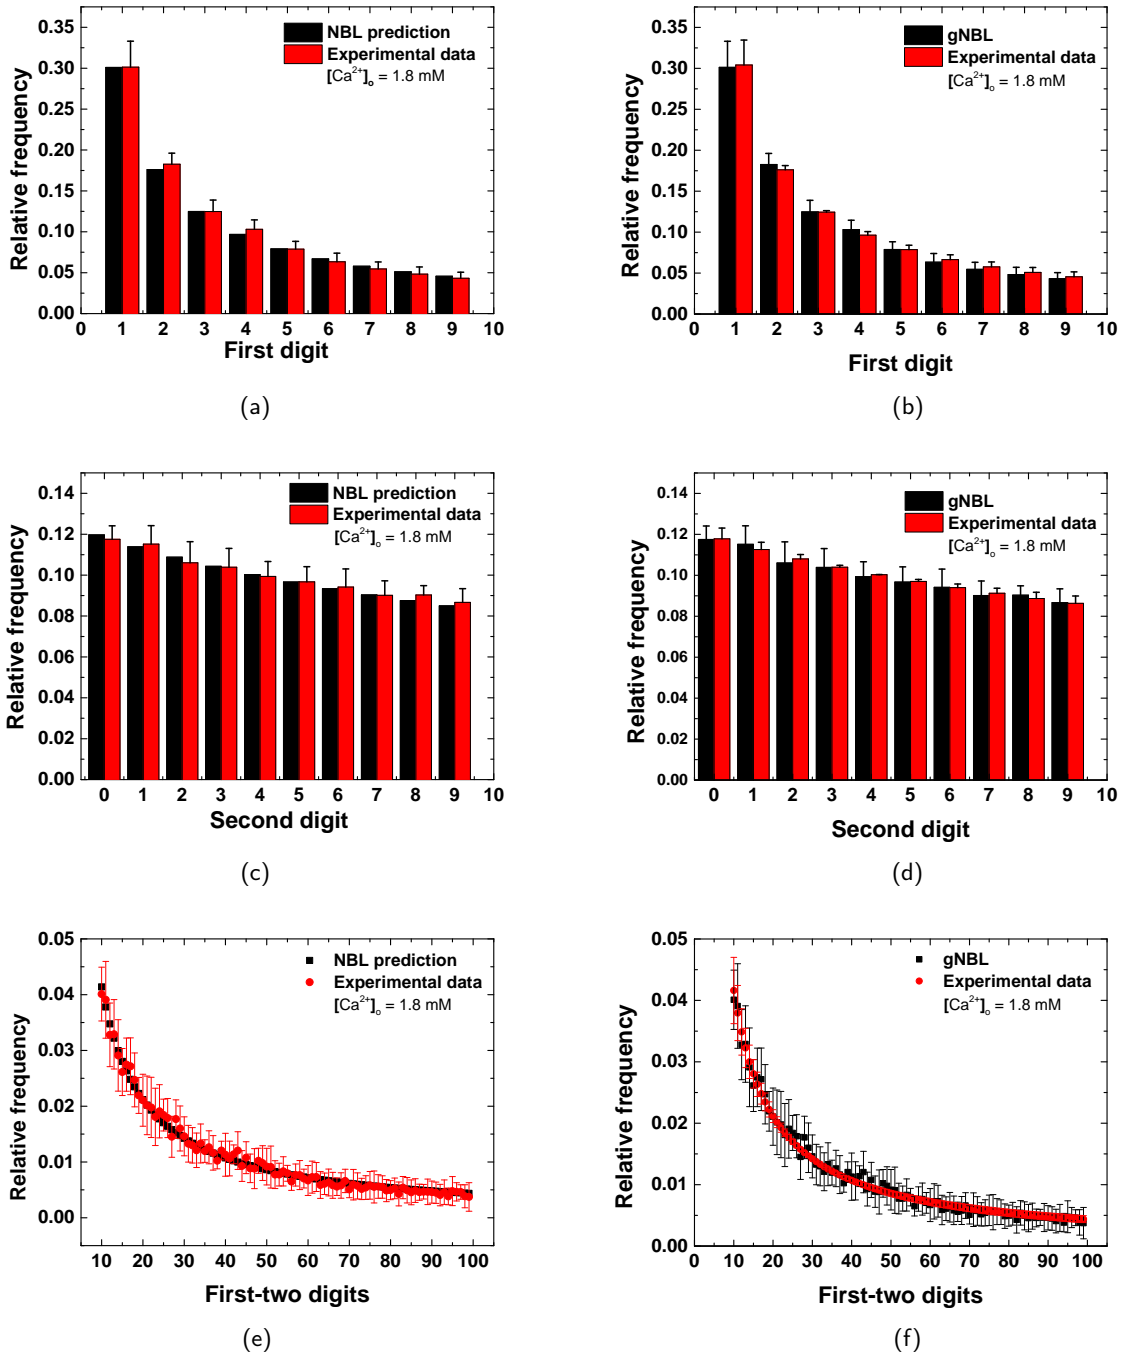 0.35
0.30
0.25
0.20
0.15
0.10
0.05
0.00
Relative frequency
NBL prediction
Experimental data
[Ca2+]o = 1.8 mM
0 1 2 3 4 5 6 7 8 9 10
First digit
(a)
0.35
0.30
0.25
0.20
0.15
0.10
0.05
0.00
Relative frequency
gNBL
Experimental data
[Ca2+]o = 1.8 mM
0 1 2 3 4 5 6 7 8 9 10
First digit
(b)
0.14
0.12
0.10
0.08
0.06
0.04
0.02
0.00
Relative frequency
NBL prediction
Experimental data
[Ca2+]o = 1.8 mM
0 1 2 3 4 5 6 7 8 9 10
Second digit
(c)
0.14
0.12
0.10
0.08
0.06
0.04
0.02
0.00
Relative frequency
gNBL
Experimental data
[Ca2+]o = 1.8 mM
0 1 2 3 4 5 6 7 8 9 10
Second digit
(d)
0.05
0.04
0.03
0.02
0.01
0.00
Relative frequency
NBL prediction
Experimental data
[Ca2+]o = 1.8 mM
10 20 30 40 50 60 70 80 90 100
First-two digits
(e)
0.05
0.04
0.03
0.02
0.01
0.00
Relative frequency
gNBL
Experimental data
[Ca2+]o = 1.8 mM
10 20 30 40 50 60 70 80 90 100
First-two digits
(f)